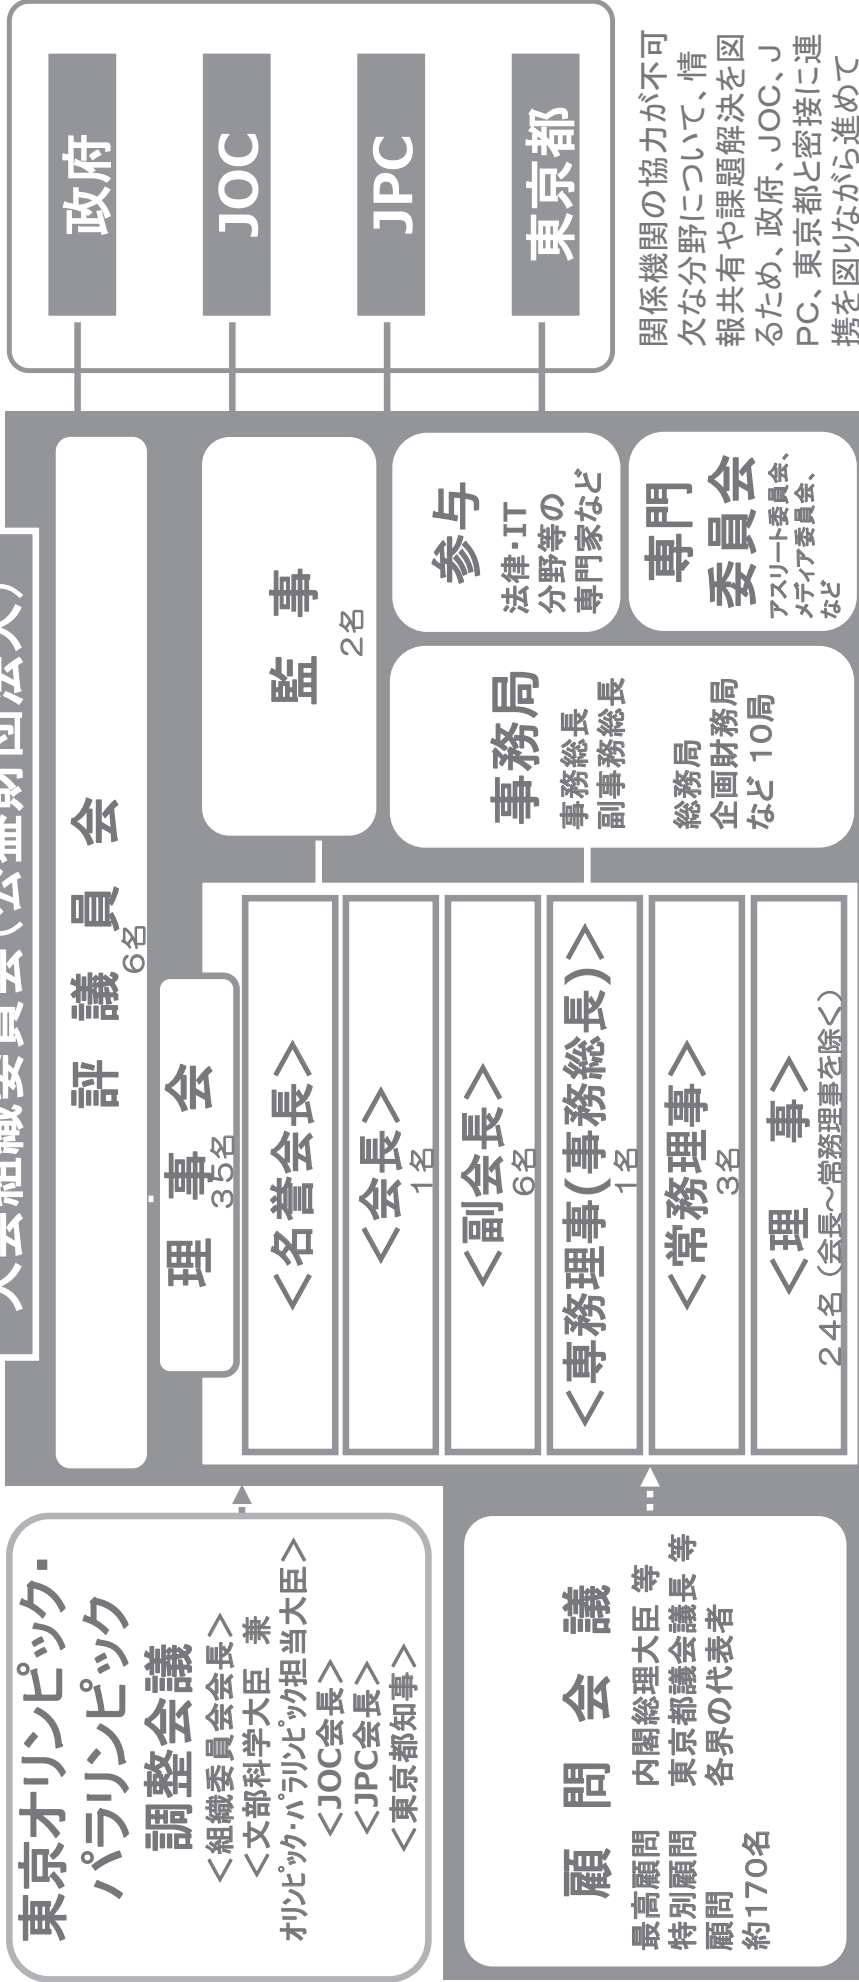 大会組織委員会(公益財団法人)
東京オリンピック・
パラリンピック
調整会議
<組織委員会会長>
<文部科学大臣 兼
オリンピック・パラリンピック担当大臣>
<JOC会長>
<JPC会長>
<東京都知事>
顧問会議
最高顧問 内閣総理大臣 等
特別顧問 東京都議会議長 等
顧問 各界の代表者
約170名
評議員会
6名
理事会
35名
<名誉会長>
<会長>
1名
<副会長>
6名
<専務理事(事務総長)>
1名
<常務理事>
3名
<理 事>
24名(会長~常務理事を除く)
監 事
2名
事務局
事務総長
副事務総長
総務局
企画財務局
など 10局
参与
法律・IT
分野等の
専門家など
専門
委員会
アスリート委員会、
メディア委員会、
など
政府
JOC
JPC
東京都
関係機関の協力が不可
欠な分野について、情
報共有や課題解決を図
るため、政府、JOC、J
PC、東京都と密接に連
携を図りながら進めて